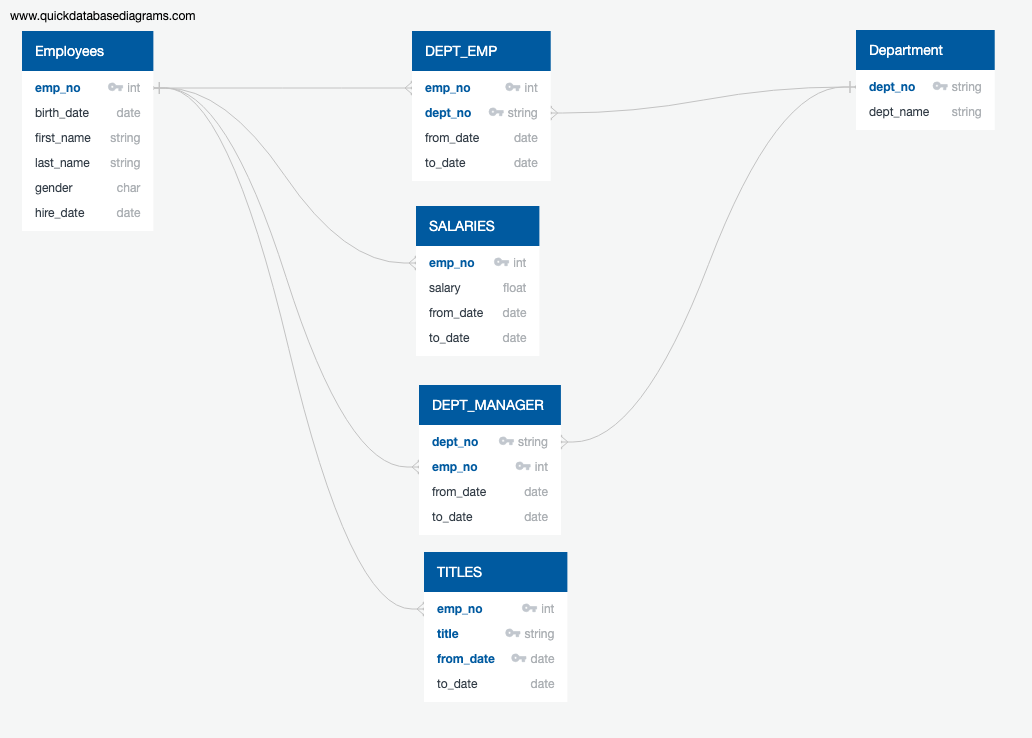 www.quickdatabasediagrams.com
Employees
emp_no int
birth_date date
first_name string
last_name string
gender char
hire_date date
DEPT_EMP
emp_no int
dept_no string
from_date date
to_date date
Department
dept_no string
dept_name string
SALARIES
emp_no int
salary float
from_date date
to_date date
DEPT_MANAGER
dept_no string
emp_no int
from_date date
to_date date
TITLES
emp_no int
title string
from_date date
to_date date